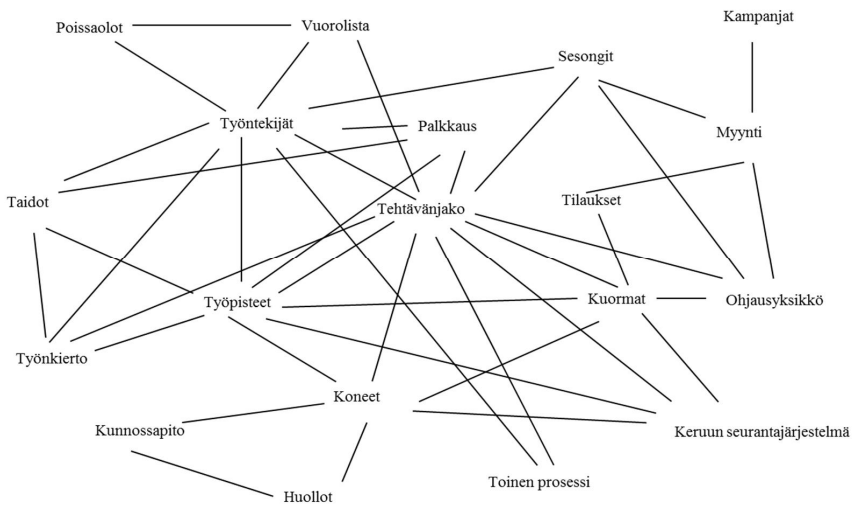 Kampanjat
Poissaolot
Vuorolista
Sesongit
Työntekijät
Palkkaus
Myynti
Taidot
Tehtävänjako
Tilaukset
Työpisteet
Kuormat
Ohjausyksikkö
Työnkierto
Koneet
Kunnossapito
Keruun seurantajärjestelmä
Toinen prosessi
Huollot